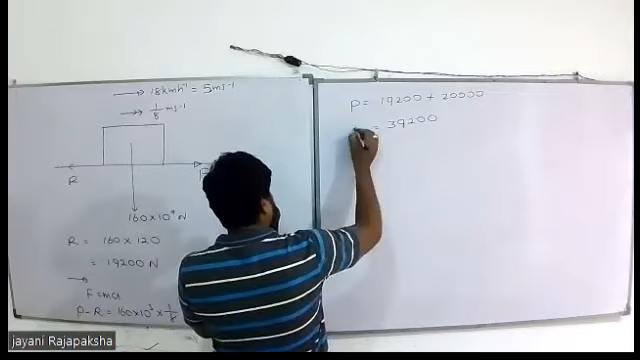 18kmh⁻¹ = 5ms⁻¹
1/8 ms⁻¹
R
P
160×10⁴ N
R = 160 × 120
= 19200 N
F=ma
P-R = 160×10³ × 1/8
P = 19200 + 20000
= 39200
jayani Rajapaksha